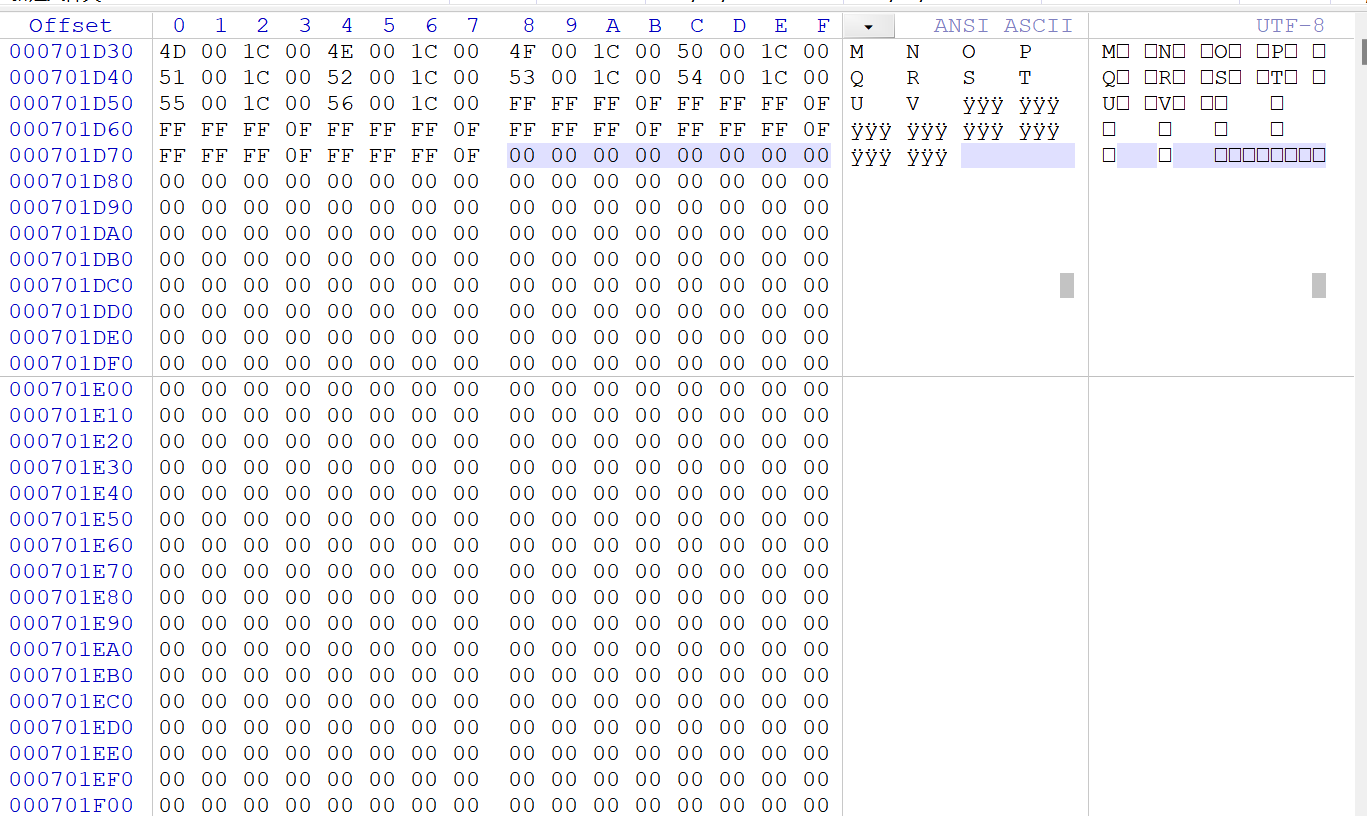 Offset 0 1 2 3 4 5 6 7 8 9 A B C D E F ANSI ASCII UTF-8
000701D30 4D 00 1C 00 4E 00 1C 00 4F 00 1C 00 50 00 1C 00 M N O P M□ □N□ □O□ □P□ □
000701D40 51 00 1C 00 52 00 1C 00 53 00 1C 00 54 00 1C 00 Q R S T Q□ □R□ □S□ □T□ □
000701D50 55 00 1C 00 56 00 1C 00 FF FF FF 0F FF FF FF 0F U V ÿÿÿ ÿÿÿ U□ □V□ □□ □
000701D60 FF FF FF 0F FF FF FF 0F FF FF FF 0F FF FF FF 0F ÿÿÿ ÿÿÿ ÿÿÿ ÿÿÿ □ □ □ □
000701D70 FF FF FF 0F FF FF FF 0F 00 00 00 00 00 00 00 00 ÿÿÿ ÿÿÿ □ □ □□□□□□□□
000701D80 00 00 00 00 00 00 00 00 00 00 00 00 00 00 00 00
000701D90 00 00 00 00 00 00 00 00 00 00 00 00 00 00 00 00
000701DA0 00 00 00 00 00 00 00 00 00 00 00 00 00 00 00 00
000701DB0 00 00 00 00 00 00 00 00 00 00 00 00 00 00 00 00
000701DC0 00 00 00 00 00 00 00 00 00 00 00 00 00 00 00 00
000701DD0 00 00 00 00 00 00 00 00 00 00 00 00 00 00 00 00
000701DE0 00 00 00 00 00 00 00 00 00 00 00 00 00 00 00 00
000701DF0 00 00 00 00 00 00 00 00 00 00 00 00 00 00 00 00
000701E00 00 00 00 00 00 00 00 00 00 00 00 00 00 00 00 00
000701E10 00 00 00 00 00 00 00 00 00 00 00 00 00 00 00 00
000701E20 00 00 00 00 00 00 00 00 00 00 00 00 00 00 00 00
000701E30 00 00 00 00 00 00 00 00 00 00 00 00 00 00 00 00
000701E40 00 00 00 00 00 00 00 00 00 00 00 00 00 00 00 00
000701E50 00 00 00 00 00 00 00 00 00 00 00 00 00 00 00 00
000701E60 00 00 00 00 00 00 00 00 00 00 00 00 00 00 00 00
000701E70 00 00 00 00 00 00 00 00 00 00 00 00 00 00 00 00
000701E80 00 00 00 00 00 00 00 00 00 00 00 00 00 00 00 00
000701E90 00 00 00 00 00 00 00 00 00 00 00 00 00 00 00 00
000701EA0 00 00 00 00 00 00 00 00 00 00 00 00 00 00 00 00
000701EB0 00 00 00 00 00 00 00 00 00 00 00 00 00 00 00 00
000701EC0 00 00 00 00 00 00 00 00 00 00 00 00 00 00 00 00
000701ED0 00 00 00 00 00 00 00 00 00 00 00 00 00 00 00 00
000701EE0 00 00 00 00 00 00 00 00 00 00 00 00 00 00 00 00
000701EF0 00 00 00 00 00 00 00 00 00 00 00 00 00 00 00 00
000701F00 00 00 00 00 00 00 00 00 00 00 00 00 00 00 00 00